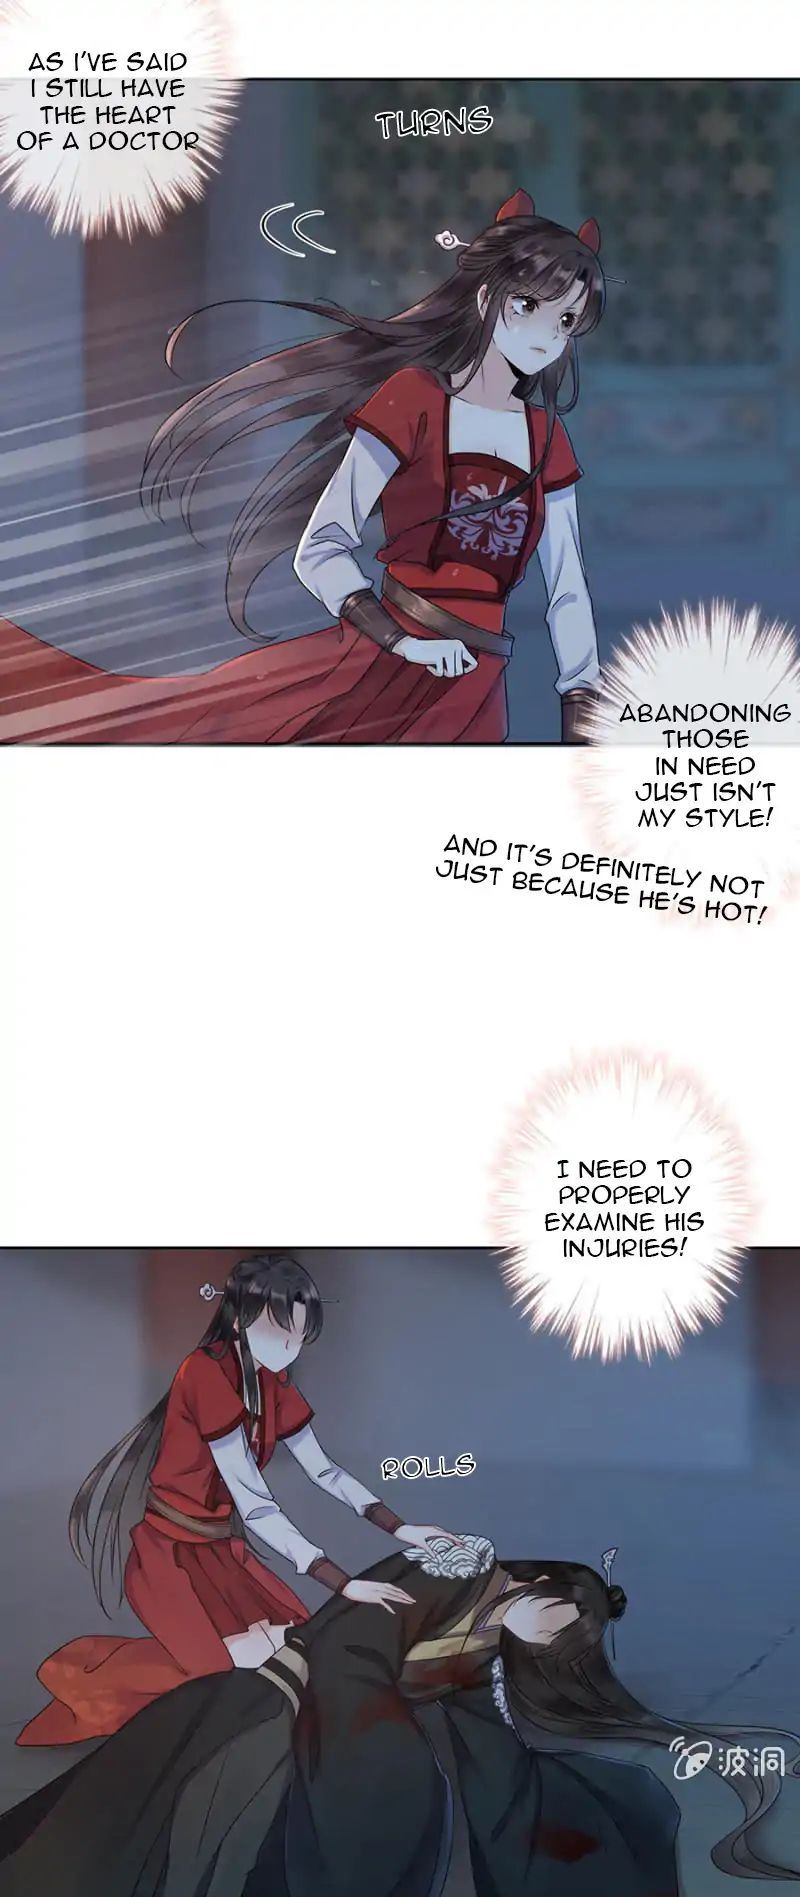 AS I'VE SAID
I STILL HAVE
THE HEART
OF A DOCTOR
TURNS
ABANDONING
THOSE
IN NEED
JUST ISN'T
MY STYLE!
AND IT'S DEFINITELY NOT
JUST BECAUSE HE'S HOT!
I NEED TO
PROPERLY
EXAMINE HIS
INJURIES!
ROLLS
波洞